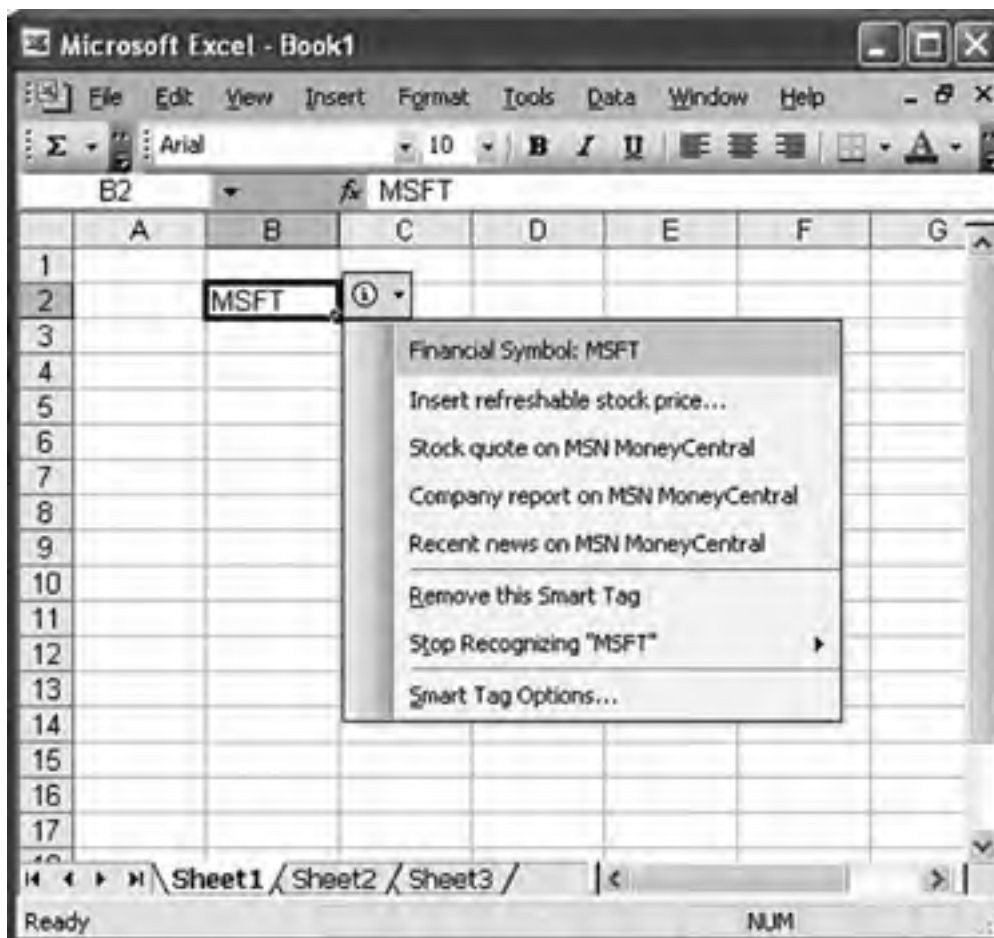 Microsoft Excel - Book1
File Edit View Insert Format Tools Data Window Help
Σ Arial 10 B I U A
B2 fx MSFT
A B C D E F G
1
2 MSFT
3
Financial Symbol: MSFT
4
5
Insert refreshable stock price...
6
Stock quote on MSN MoneyCentral
7
8
Company report on MSN MoneyCentral
9
Recent news on MSN MoneyCentral
10
Remove this Smart Tag
11
12
Stop Recognizing "MSFT"
13
Smart Tag Options...
14
15
16
17
Sheet1 Sheet2 Sheet3
Ready NUM